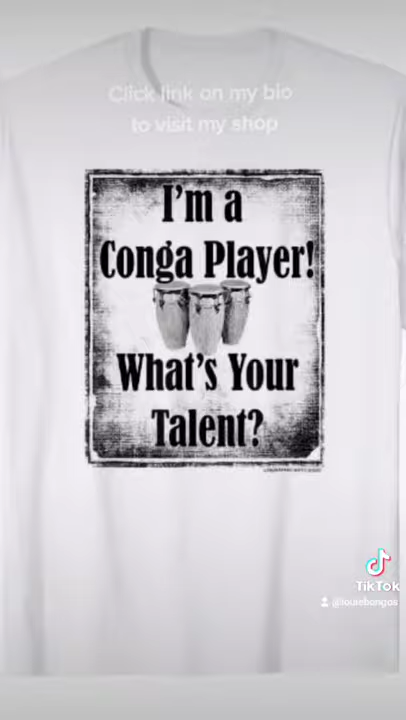 Click link on my bio
to visit my shop
I'm a
Conga Player!
What's Your
Talent?
TikTok
@louiebongos